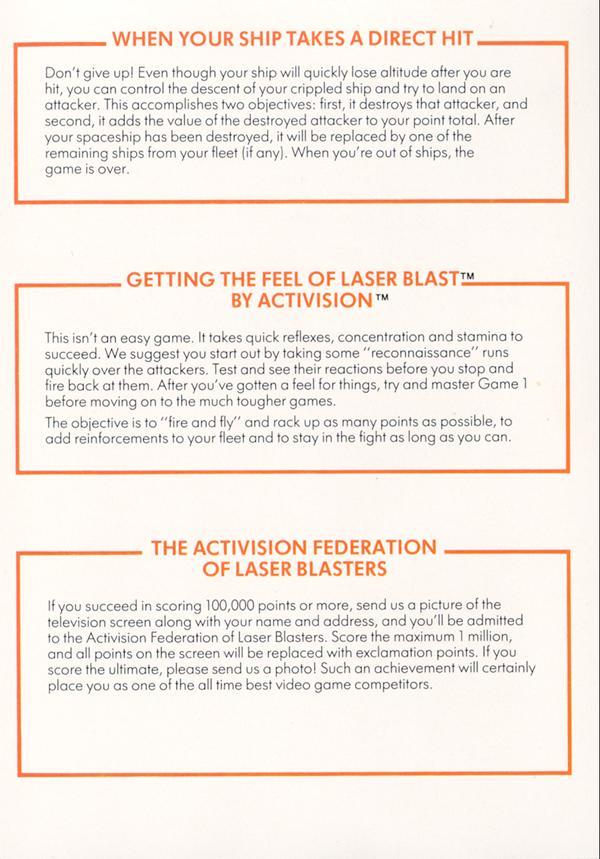 WHEN YOUR SHIP TAKES A DIRECT HIT
Don't give up! Even though your ship will quickly lose altitude after you are
hit, you can control the descent of your crippled ship and try to land on an
attacker. This accomplishes two objectives: first, it destroys that attacker, and
second, it adds the value of the destroyed attacker to your point total. After
your spaceship has been destroyed, it will be replaced by one of the
remaining ships from your fleet (if any). When you're out of ships, the
game is over.
GETTING THE FEEL OF LASER BLAST™
BY ACTIVISION™
This isn't an easy game. It takes quick reflexes, concentration and stamina to
succeed. We suggest you start out by taking some "reconnaissance" runs
quickly over the attackers. Test and see their reactions before you stop and
fire back at them. After you've gotten a feel for things, try and master Game 1
before moving on to the much tougher games.
The objective is to "fire and fly" and rack up as many points as possible, to
add reinforcements to your fleet and to stay in the fight as long as you can.
THE ACTIVISION FEDERATION
OF LASER BLASTERS
If you succeed in scoring 100,000 points or more, send us a picture of the
television screen along with your name and address, and you'll be admitted
to the Activision Federation of Laser Blasters. Score the maximum 1 million,
and all points on the screen will be replaced with exclamation points. If you
score the ultimate, please send us a photo! Such an achievement will certainly
place you as one of the all time best video game competitors.